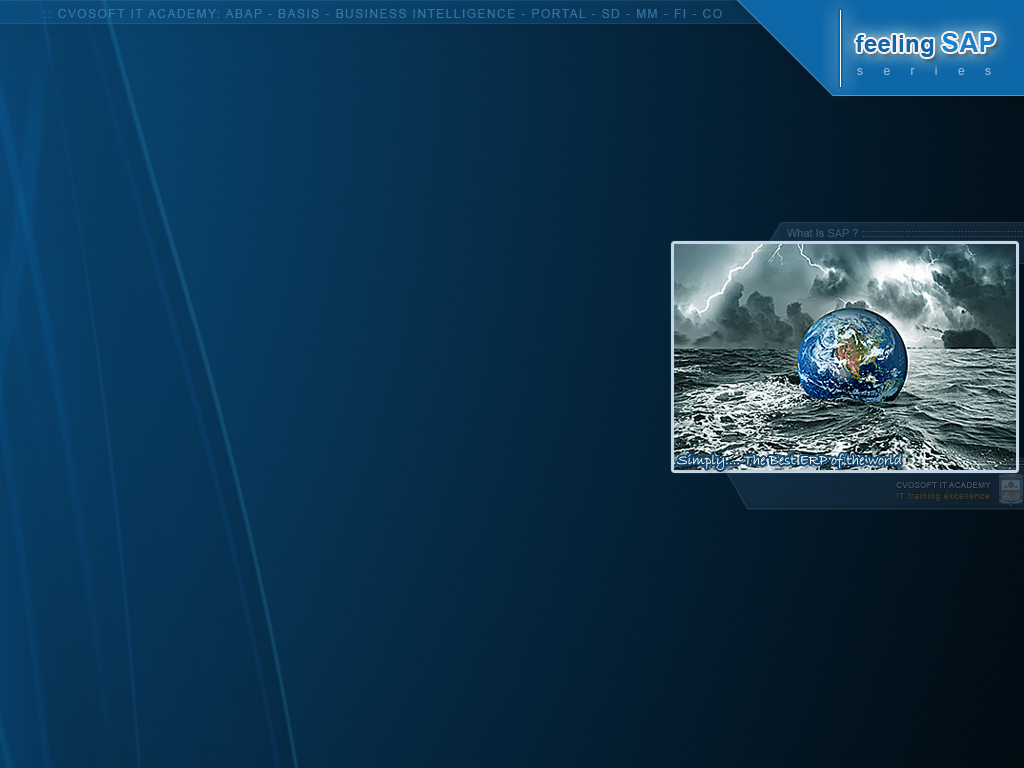 :: CVOSOFT IT ACADEMY: ABAP - BASIS - BUSINESS INTELLIGENCE - PORTAL - SD - MM - FI - CO
feeling SAP
series
What Is SAP ?
Simply:... The Best ERP of the world
CVOSOFT IT ACADEMY
IT training excellence